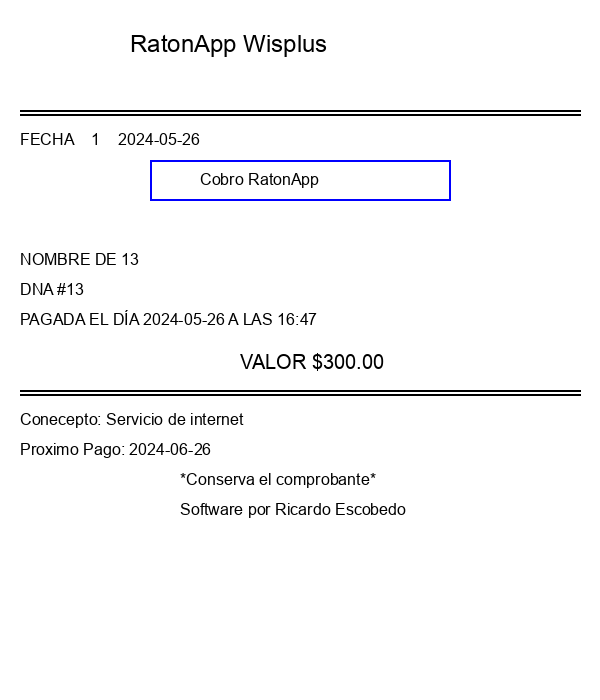 RatonApp Wisplus
FECHA 1 2024-05-26
Cobro RatonApp
NOMBRE DE 13
DNA #13
PAGADA EL DÍA 2024-05-26 A LAS 16:47
VALOR $300.00
Conecepto: Servicio de internet
Proximo Pago: 2024-06-26
*Conserva el comprobante*
Software por Ricardo Escobedo